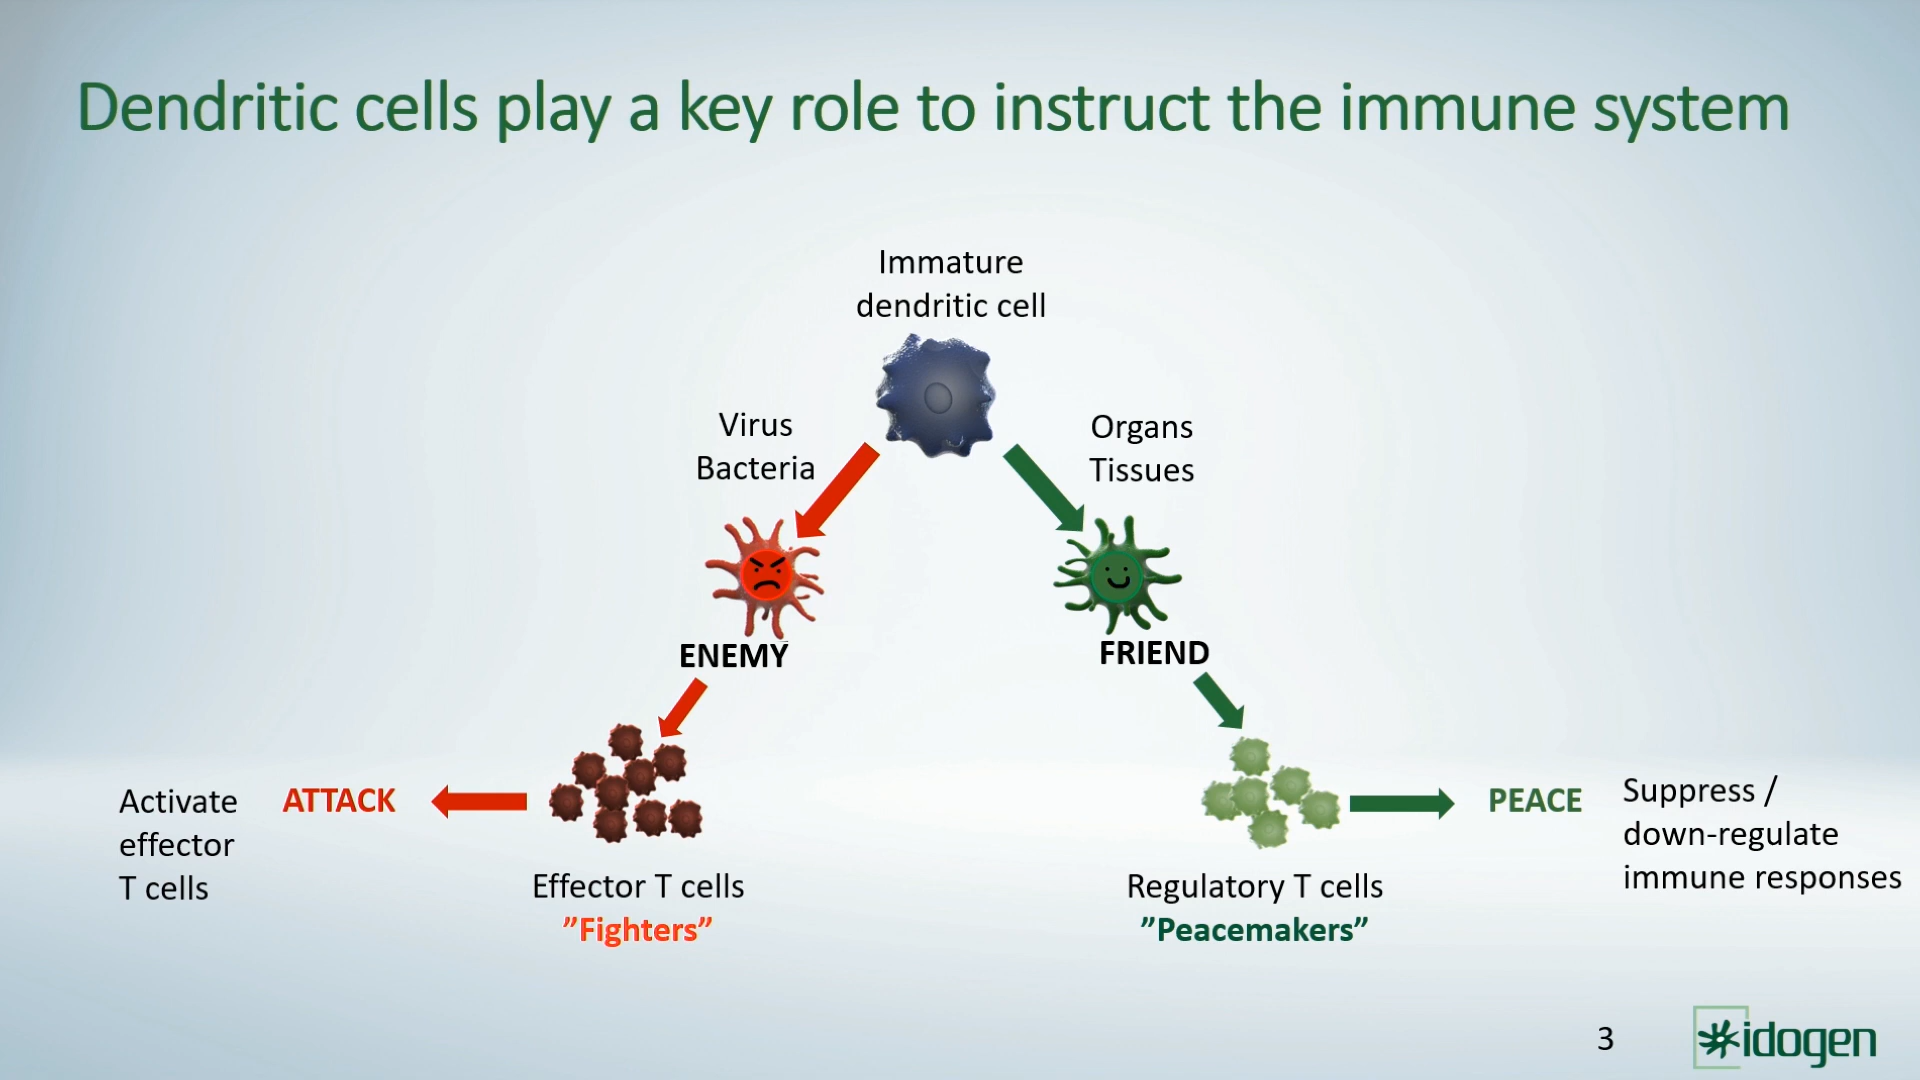 Dendritic cells play a key role to instruct the immune system
Immature
dendritic cell
Virus
Bacteria
Organs
Tissues
ENEMY
FRIEND
Activate
effector
T cells
ATTACK
PEACE
Suppress /
down-regulate
immune responses
Effector T cells
”Fighters”
Regulatory T cells
”Peacemakers”
3
idogen